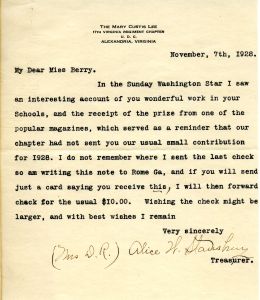 The Mary Custis Lee
17th Virginia Regiment Chapter
U. D. C.
Alexandria, Virginia
November, 7th, 1928.
My Dear Miss Berry.
In the Sunday Washington Star I saw
an interesting account of you wonderful work in your
Schools, and the receipt of the prize from one of the
popular magazines, which served as a reminder that our
chapter had not sent you our usual small contribution
for 1928. I do not remember where I sent the last check
so am writing this note to Rome Ga, and if you will send
just a card saying you receive this, I will then forward
chack for the usual $10.00. Wishing the check might be
larger, and with best wishes I remain
Very sincerely
(Mrs D.R.) Alice W.
Treasurer.